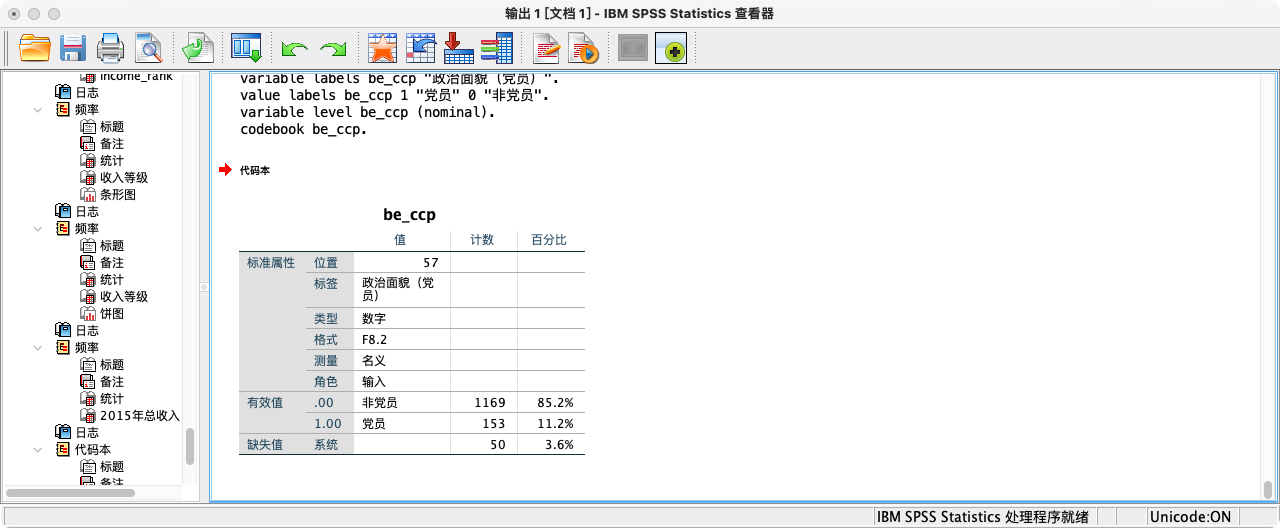 输出 1 [文档 1] - IBM SPSS Statistics 查看器
income_rank
日志
频率
标题
备注
统计
收入等级
条形图
日志
频率
标题
备注
统计
收入等级
饼图
日志
频率
标题
备注
统计
2015年总收入
日志
代码本
标题
备注
variable labels be_ccp "政治面貌（党员）".
value labels be_ccp 1 "党员" 0 "非党员".
variable level be_ccp (nominal).
codebook be_ccp.
代码本
be_ccp
值 计数 百分比
标准属性 位置 57
标签 政治面貌（党
员）
类型 数字
格式 F8.2
测量 名义
角色 输入
有效值 .00 非党员 1169 85.2%
1.00 党员 153 11.2%
缺失值 系统 50 3.6%
IBM SPSS Statistics 处理程序就绪 Unicode:ON